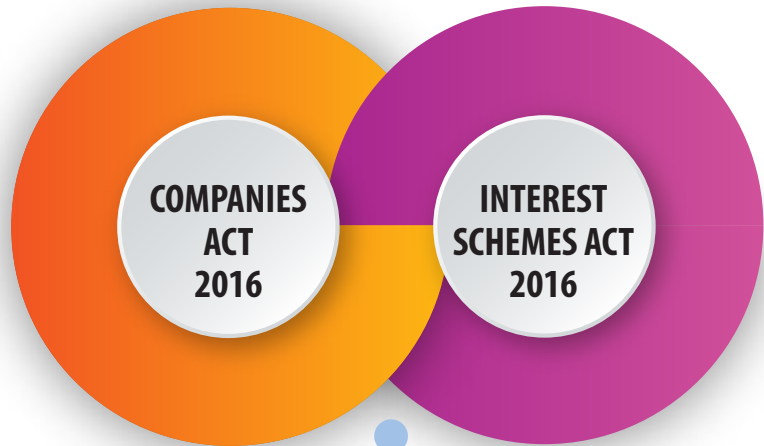 COMPANIES
ACT
2016
INTEREST
SCHEMES ACT
2016